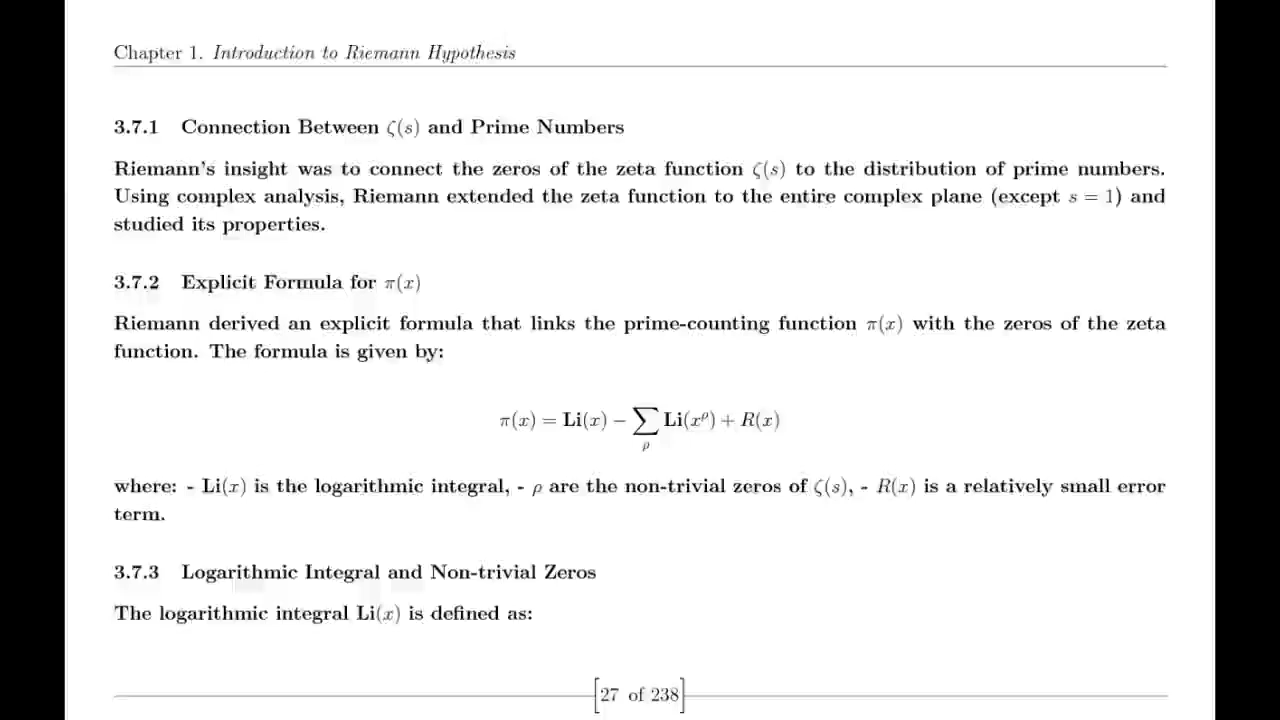 Chapter 1. Introduction to Riemann Hypothesis
3.7.1 Connection Between ζ(s) and Prime Numbers
Riemann's insight was to connect the zeros of the zeta function ζ(s) to the distribution of prime numbers.
Using complex analysis, Riemann extended the zeta function to the entire complex plane (except s = 1) and
studied its properties.
3.7.2 Explicit Formula for π(x)
Riemann derived an explicit formula that links the prime-counting function π(x) with the zeros of the zeta
function. The formula is given by:
π(x) = Li(x) − ∑ρ Li(x^ρ) + R(x)
where: - Li(x) is the logarithmic integral, - ρ are the non-trivial zeros of ζ(s), - R(x) is a relatively small error
term.
3.7.3 Logarithmic Integral and Non-trivial Zeros
The logarithmic integral Li(x) is defined as:
[27 of 238]